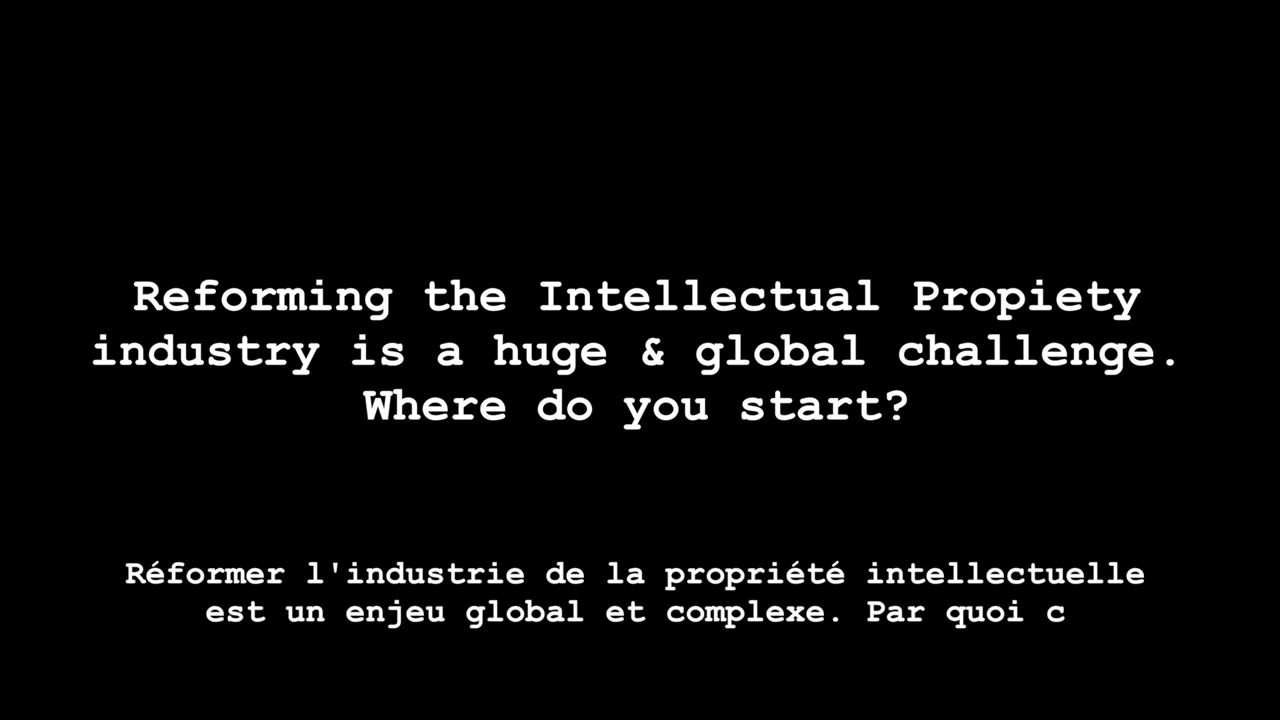 Reforming the Intellectual Propiety
industry is a huge & global challenge.
Where do you start?
Réformer l'industrie de la propriété intellectuelle
est un enjeu global et complexe. Par quoi c